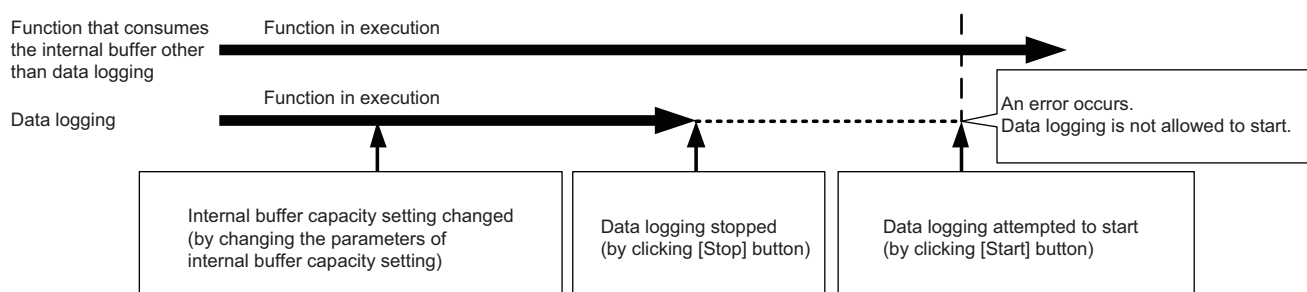 Function that consumes
the internal buffer other
than data logging
Function in execution
Function in execution
Data logging
An error occurs.
Data logging is not allowed to start.
Internal buffer capacity setting changed
(by changing the parameters of
internal buffer capacity setting)
Data logging stopped
(by clicking [Stop] button)
Data logging attempted to start
(by clicking [Start] button)